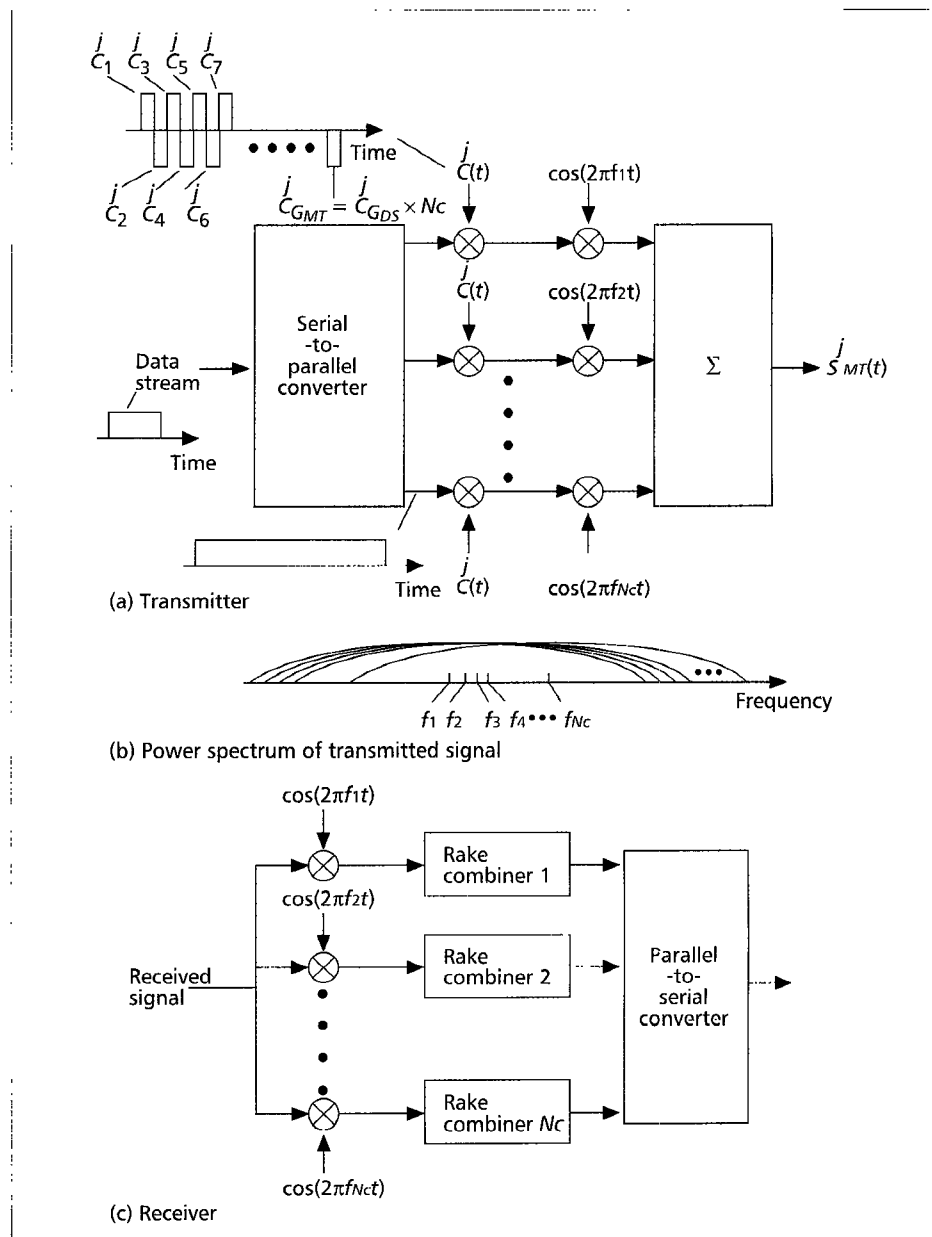 j j j j
C1 C3 C5 C7
Time
j j j
C2 C4 C6
j j
CGMT = CGDS × Nc
j
C(t)
cos(2πf1t)
j
C(t)
cos(2πf2t)
Serial
-to-
parallel
converter
Data
stream
Time
Σ
j
SMT(t)
Time
j
C(t)
cos(2πfNct)
(a) Transmitter
Frequency
f1 f2 f3 f4 ••• fNc
(b) Power spectrum of transmitted signal
cos(2πf1t)
Rake
combiner 1
cos(2πf2t)
Rake
combiner 2
Received
signal
Parallel
-to-
serial
converter
Rake
combiner Nc
cos(2πfNct)
(c) Receiver